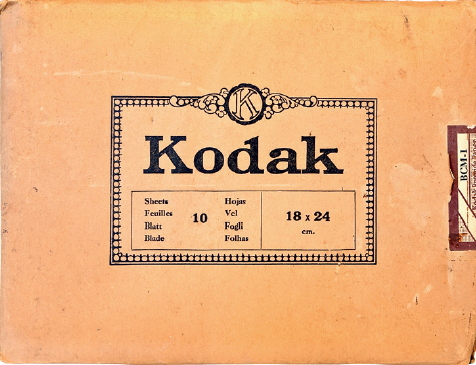 K
Kodak
Sheets
Feuilles
Blatt
Blade
10
Hojas
Vel
Fogli
Folhas
18 x 24
cm.
BCM-1